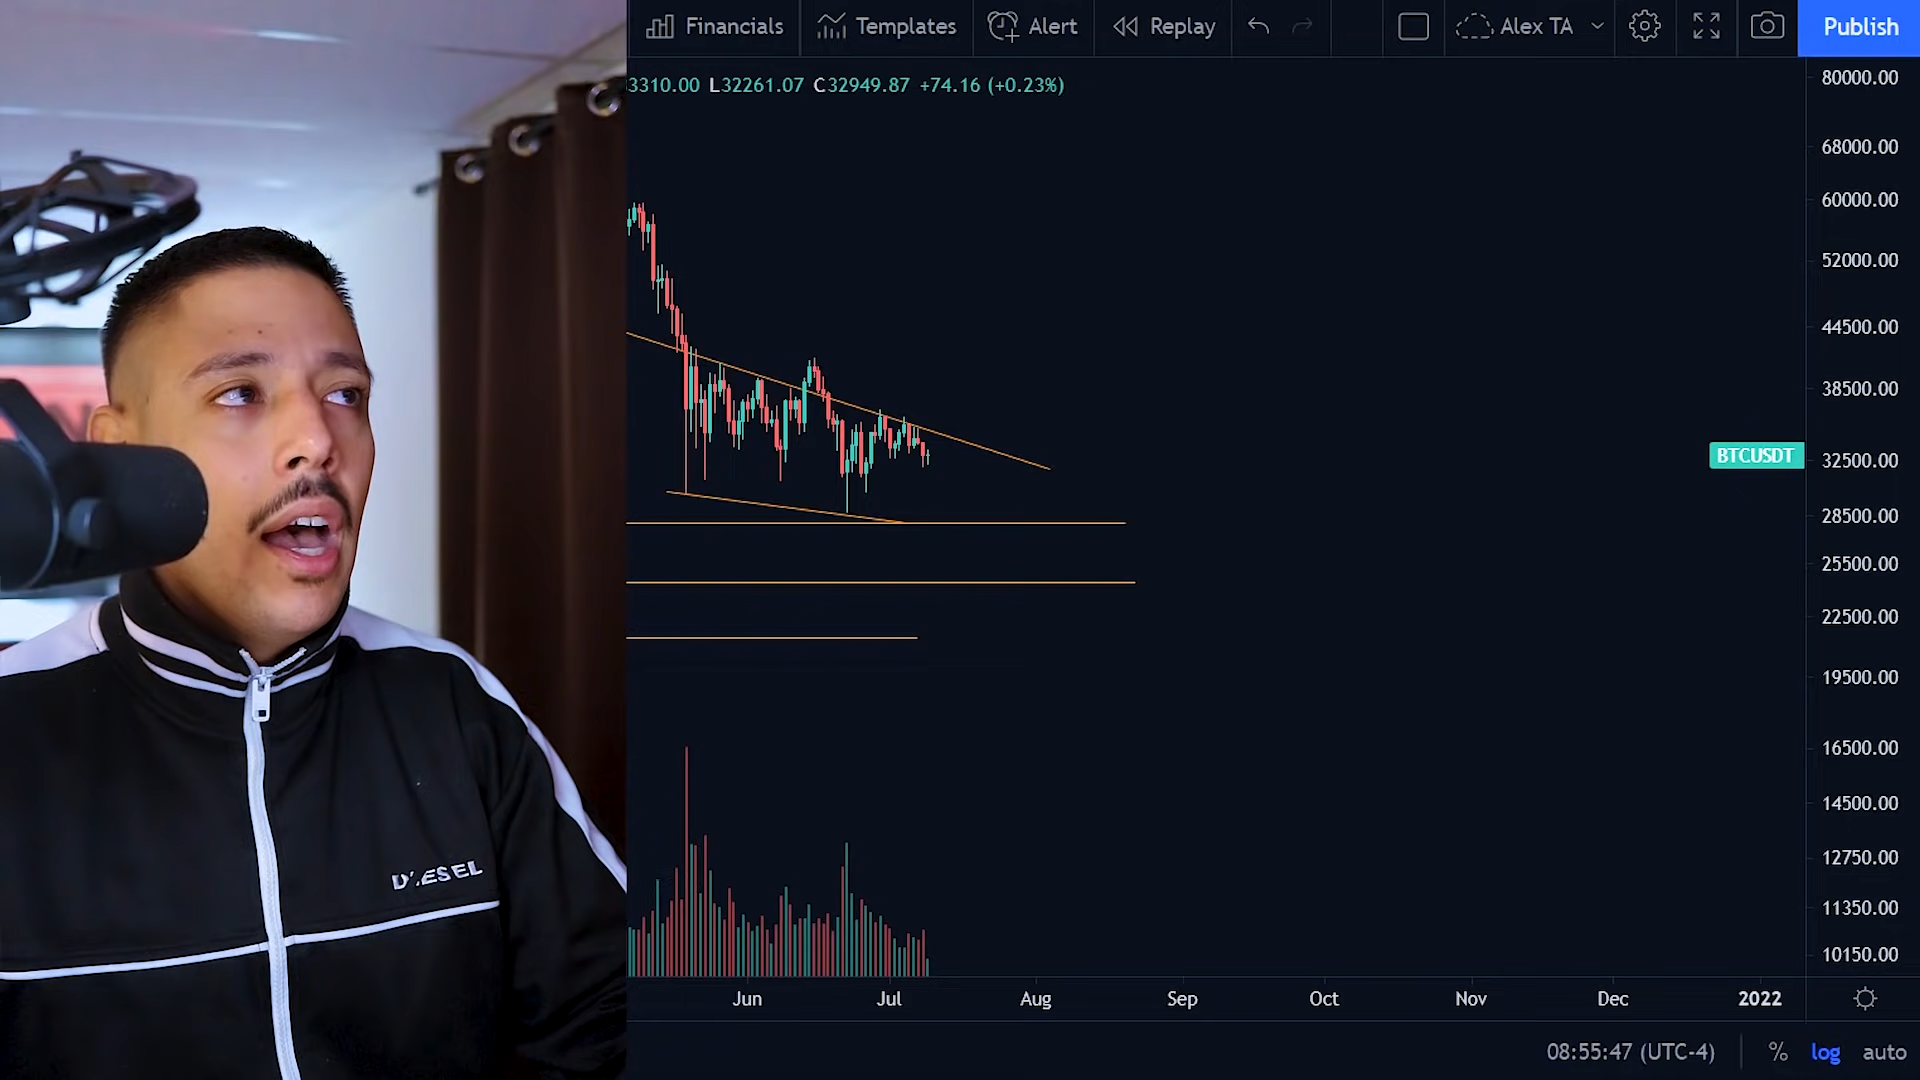 Financials Templates Alert Replay Alex TA Publish
3310.00 L32261.07 C32949.87 +74.16 (+0.23%)
80000.00
68000.00
60000.00
52000.00
44500.00
38500.00
BTCUSDT
32500.00
28500.00
25500.00
22500.00
19500.00
16500.00
14500.00
12750.00
11350.00
10150.00
DIESEL
Jun Jul Aug Sep Oct Nov Dec 2022
08:55:47 (UTC-4) % log auto